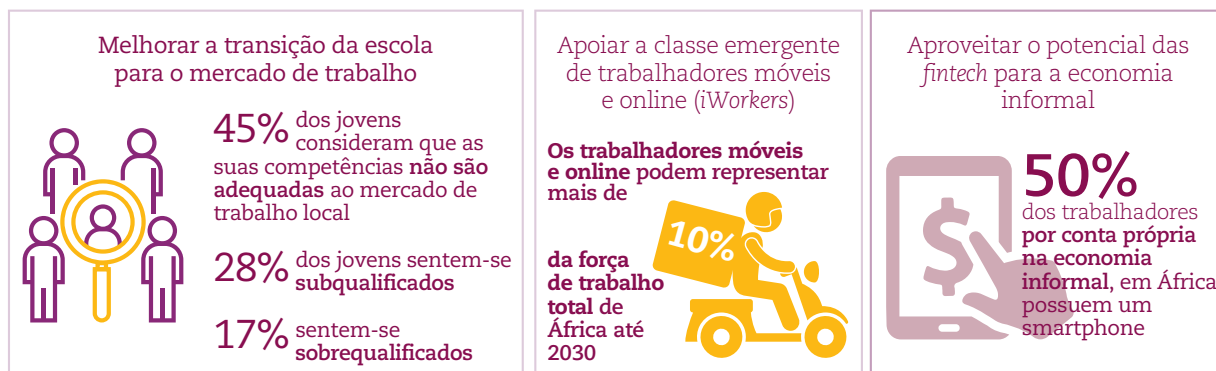 Melhorar a transição da escola
para o mercado de trabalho
45% dos jovens
consideram que as
suas competências não são
adequadas ao mercado de
trabalho local
28% dos jovens sentem-se
subqualificados
17% sentem-se
sobrequalificados
Apoiar a classe emergente
de trabalhadores móveis
e online (iWorkers)
Os trabalhadores móveis
e online podem representar
mais de
10%
da força
de trabalho
total de
África até
2030
Aproveitar o potencial das
fintech para a economia
informal
$
50%
dos trabalhadores
por conta própria
na economia
informal, em África
possuem um
smartphone